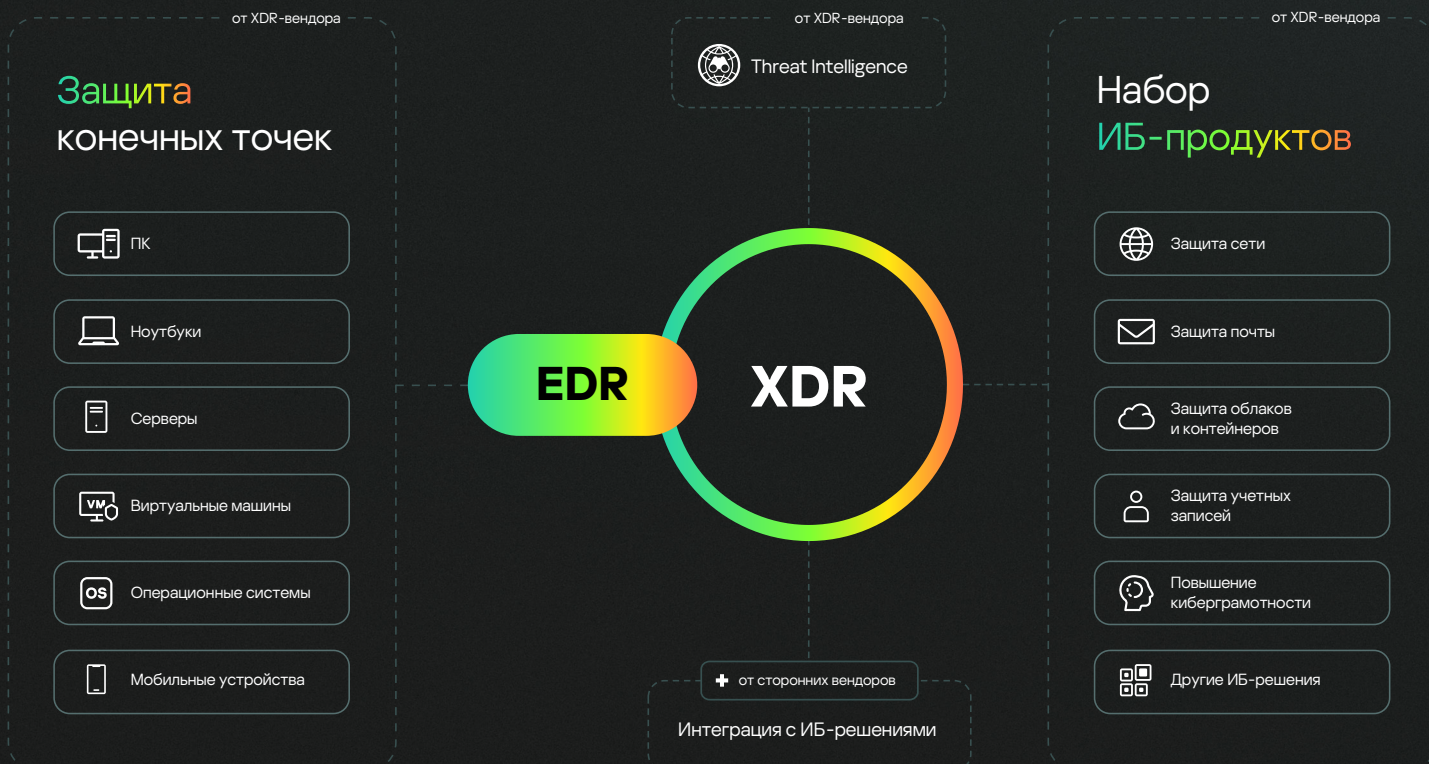 от XDR-вендора
Защита
конечных точек
ПК
Ноутбуки
Серверы
VM
Виртуальные машины
OS
Операционные системы
Мобильные устройства
от XDR-вендора
Threat Intelligence
EDR
XDR
+ от сторонних вендоров
Интеграция с ИБ-решениями
от XDR-вендора
Набор
ИБ-продуктов
Защита сети
Защита почты
Защита облаков
и контейнеров
Защита учетных
записей
Повышение
киберграмотности
Другие ИБ-решения